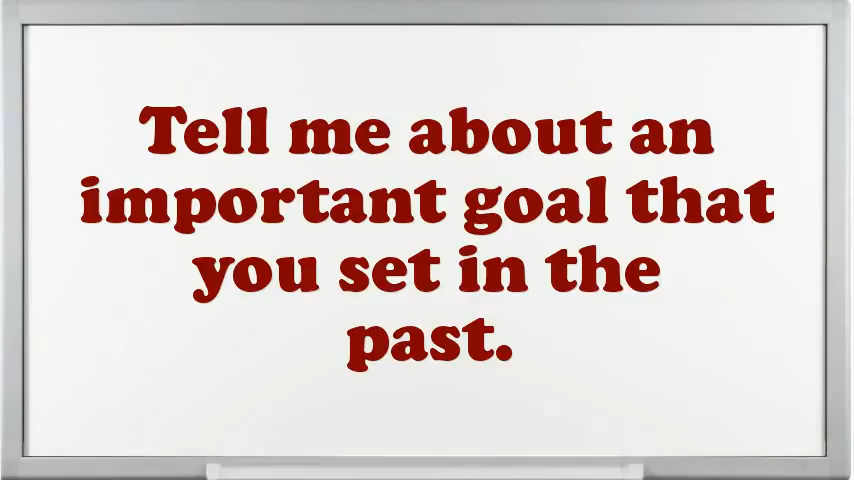 Tell me about an
important goal that
you set in the
past.